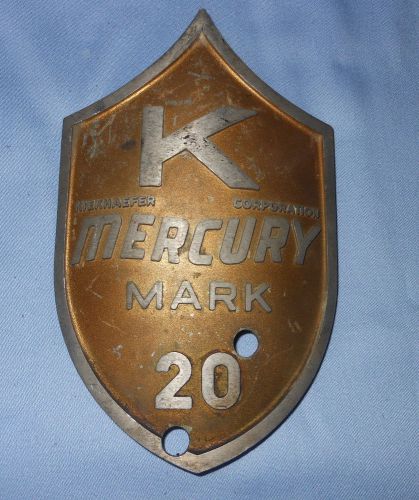 K
KIEKHAEFER CORPORATION
MERCURY
MARK
20